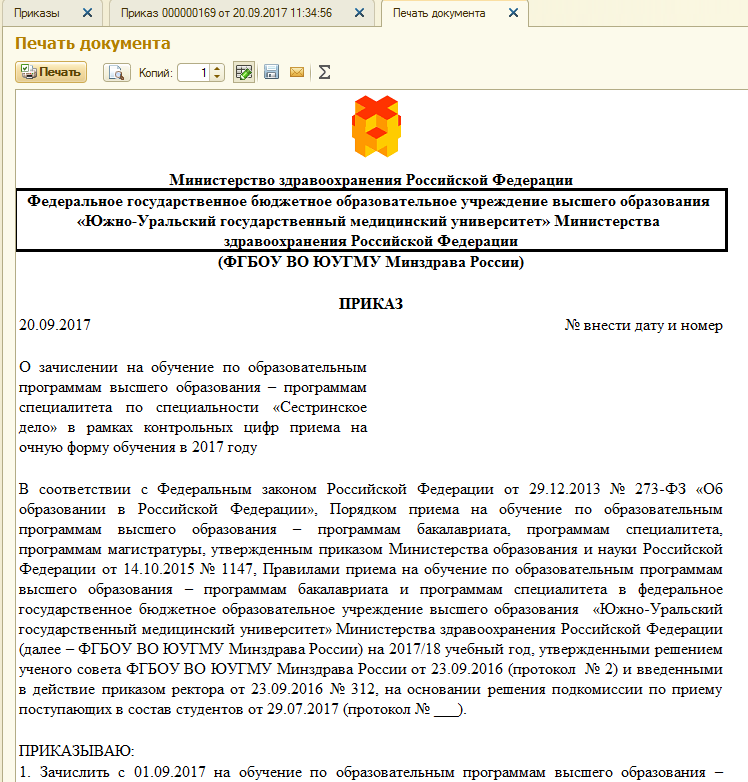 Приказы
Приказ 000000169 от 20.09.2017 11:34:56
Печать документа
Печать документа
Печать
Копий: 1
Σ
Министерство здравоохранения Российской Федерации
Федеральное государственное бюджетное образовательное учреждение высшего образования
«Южно-Уральский государственный медицинский университет» Министерства
здравоохранения Российской Федерации
(ФГБОУ ВО ЮУГМУ Минздрава России)
ПРИКАЗ
20.09.2017 № внести дату и номер
О зачислении на обучение по образовательным
программам высшего образования – программам
специалитета по специальности «Сестринское
дело» в рамках контрольных цифр приема на
очную форму обучения в 2017 году
В соответствии с Федеральным законом Российской Федерации от 29.12.2013 № 273-ФЗ «Об
образовании в Российской Федерации», Порядком приема на обучение по образовательным
программам высшего образования – программам бакалавриата, программам специалитета,
программам магистратуры, утвержденным приказом Министерства образования и науки Российской
Федерации от 14.10.2015 № 1147, Правилами приема на обучение по образовательным программам
высшего образования – программам бакалавриата и программам специалитета в федеральное
государственное бюджетное образовательное учреждение высшего образования «Южно-Уральский
государственный медицинский университет» Министерства здравоохранения Российской Федерации
(далее – ФГБОУ ВО ЮУГМУ Минздрава России) на 2017/18 учебный год, утвержденными решением
ученого совета ФГБОУ ВО ЮУГМУ Минздрава России от 23.09.2016 (протокол № 2) и введенными
в действие приказом ректора от 23.09.2016 № 312, на основании решения подкомиссии по приему
поступающих в состав студентов от 29.07.2017 (протокол № ___).
ПРИКАЗЫВАЮ:
1. Зачислить с 01.09.2017 на обучение по образовательным программам высшего образования –